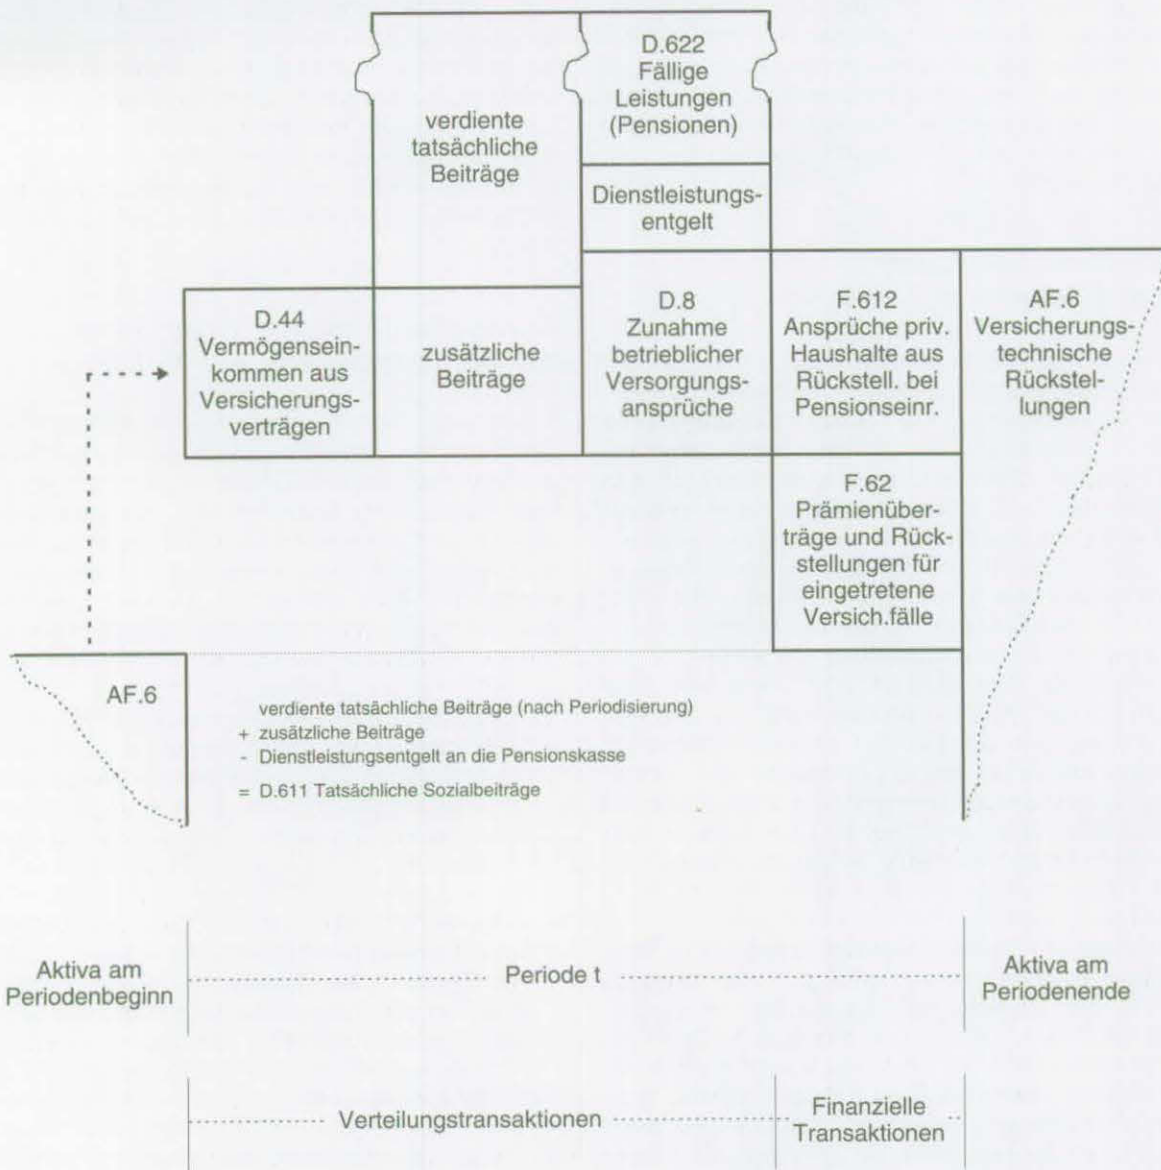 D.622
Fällige
Leistungen
(Pensionen)
verdiente
tatsächliche
Beiträge
Dienstleistungs-
entgelt
D.44
Vermögensein-
kommen aus
Versicherungs-
verträgen
zusätzliche
Beiträge
D.8
Zunahme
betrieblicher
Versorgungs-
ansprüche
F.612
Ansprüche priv.
Haushalte aus
Rückstell. bei
Pensionseinr.
AF.6
Versicherungs-
technische
Rückstel-
lungen
F.62
Prämienüber-
träge und Rück-
stellungen für
eingetretene
Versich.fälle
AF.6
verdiente tatsächliche Beiträge (nach Periodisierung)
+ zusätzliche Beiträge
- Dienstleistungsentgelt an die Pensionskasse
= D.611 Tatsächliche Sozialbeiträge
Aktiva am
Periodenbeginn
Periode t
Aktiva am
Periodenende
Verteilungstransaktionen
Finanzielle
Transaktionen